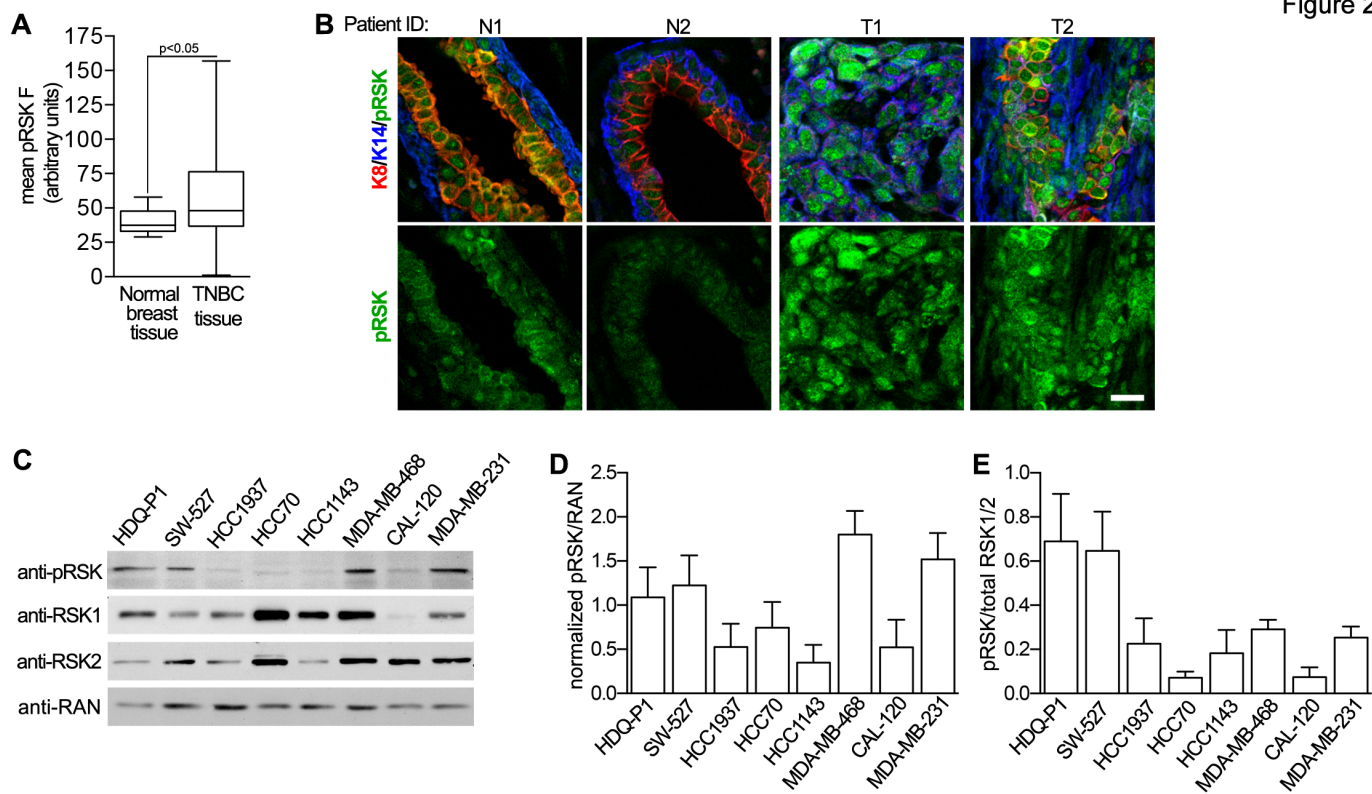 Figure 2
A
mean pRSK F
(arbitrary units)
175
150
125
100
75
50
25
0
p<0.05
Normal
breast
tissue
TNBC
tissue
B
Patient ID:
N1
N2
T1
T2
K8/K14/pRSK
pRSK
C
HDQ-P1
SW-527
HCC1937
HCC70
HCC1143
MDA-MB-468
CAL-120
MDA-MB-231
anti-pRSK
anti-RSK1
anti-RSK2
anti-RAN
D
normalized pRSK/RAN
2.5
2.0
1.5
1.0
0.5
0.0
HDQ-P1
SW-527
HCC1937
HCC70
HCC1143
MDA-MB-468
CAL-120
MDA-MB-231
E
pRSK/total RSK1/2
1.0
0.8
0.6
0.4
0.2
0.0
HDQ-P1
SW-527
HCC1937
HCC70
HCC1143
MDA-MB-468
CAL-120
MDA-MB-231